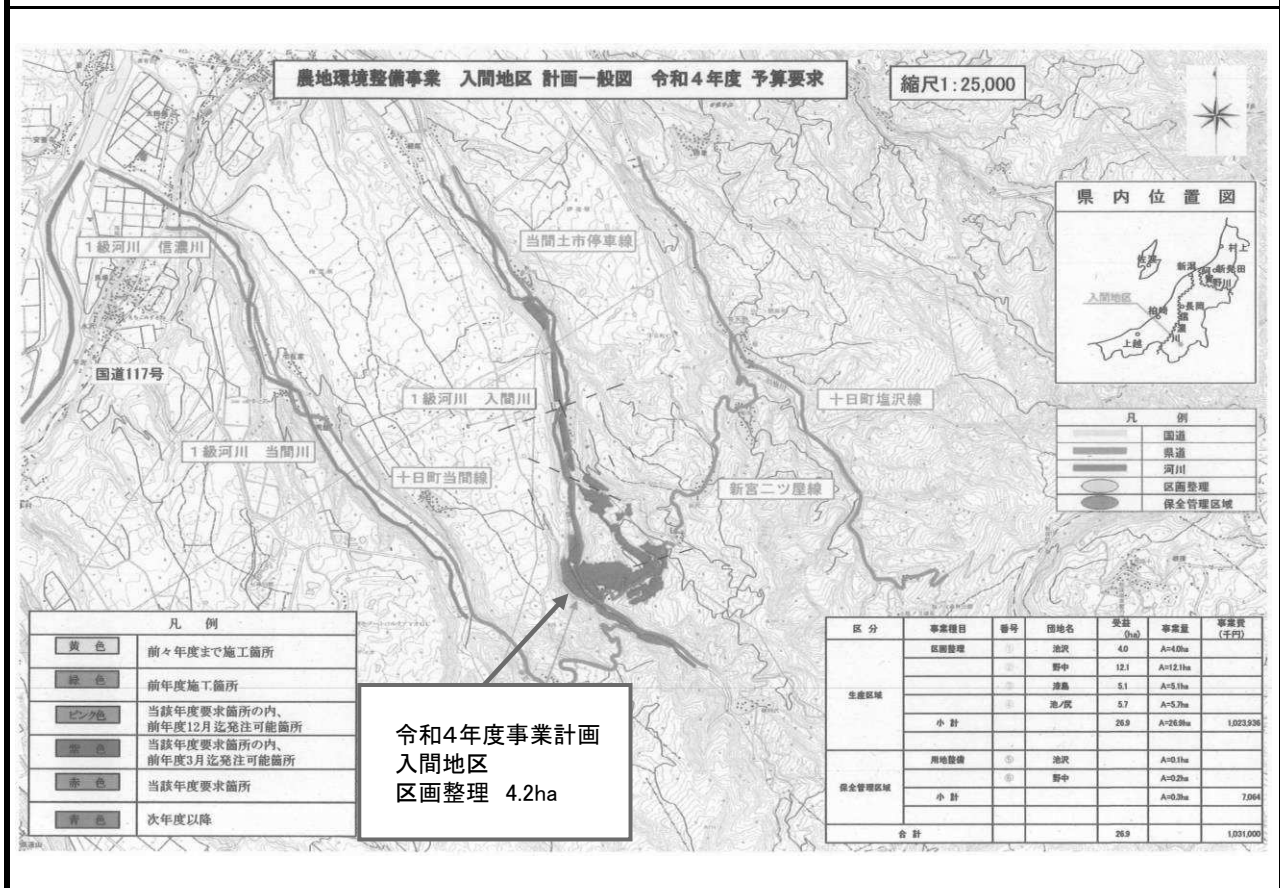 農地環境整備事業　入間地区 計画一般図　令和4年度 予算要求
縮尺1:25,000
県内位置図
村上
佐渡
新潟
新発田
阿賀野川
入間地区
長岡
柏崎
信濃川
上越
1級河川　信濃川
当間土市停車線
国道117号
1級河川　入間川
十日町塩沢線
1級河川　当間川
十日町当間線
新宮二ツ屋線
凡　例
国道
県道
河川
区画整理
保全管理区域
凡　例
黄色　前々年度まで施工箇所
緑色　前年度施工箇所
ピンク色　当該年度要求箇所の内、
前年度12月迄発注可能箇所
紫色　当該年度要求箇所の内、
前年度3月迄発注可能箇所
赤色　当該年度要求箇所
青色　次年度以降
令和4年度事業計画
入間地区
区画整理　4.2ha
区分　事業種目　番号　団地名　受益(ha)　事業量　事業費(千円)
生産区域　区画整理　①　池沢　4.0　A=4.0ha
②　野中　12.1　A=12.1ha
③　漆島　5.1　A=5.1ha
④　池ノ尻　5.7　A=5.7ha
小計　26.9　A=26.9ha　1,023,936
保全管理区域　用地整備　⑤　池沢　A=0.1ha
⑥　野中　A=0.2ha
小計　A=0.3ha　7,064
合計　26.9　1,031,000